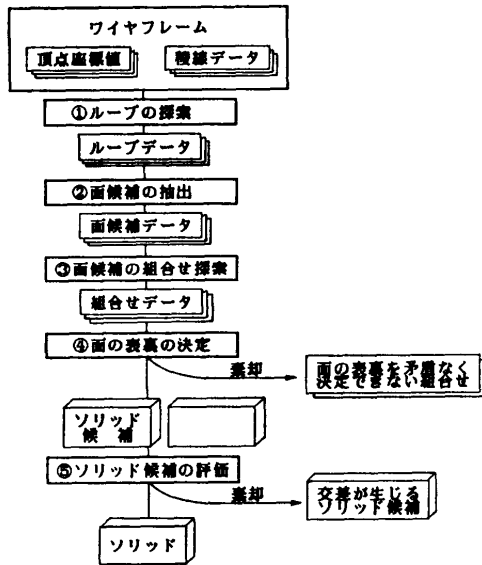 ワイヤフレーム
頂点座標値
稜線データ
①ループの探索
ループデータ
②面候補の抽出
面候補データ
③面候補の組合せ探索
組合せデータ
④面の表裏の決定
棄却
面の表裏を矛盾なく
決定できない組合せ
ソリッド
候補
⑤ソリッド候補の評価
棄却
交差が生じる
ソリッド候補
ソリッド